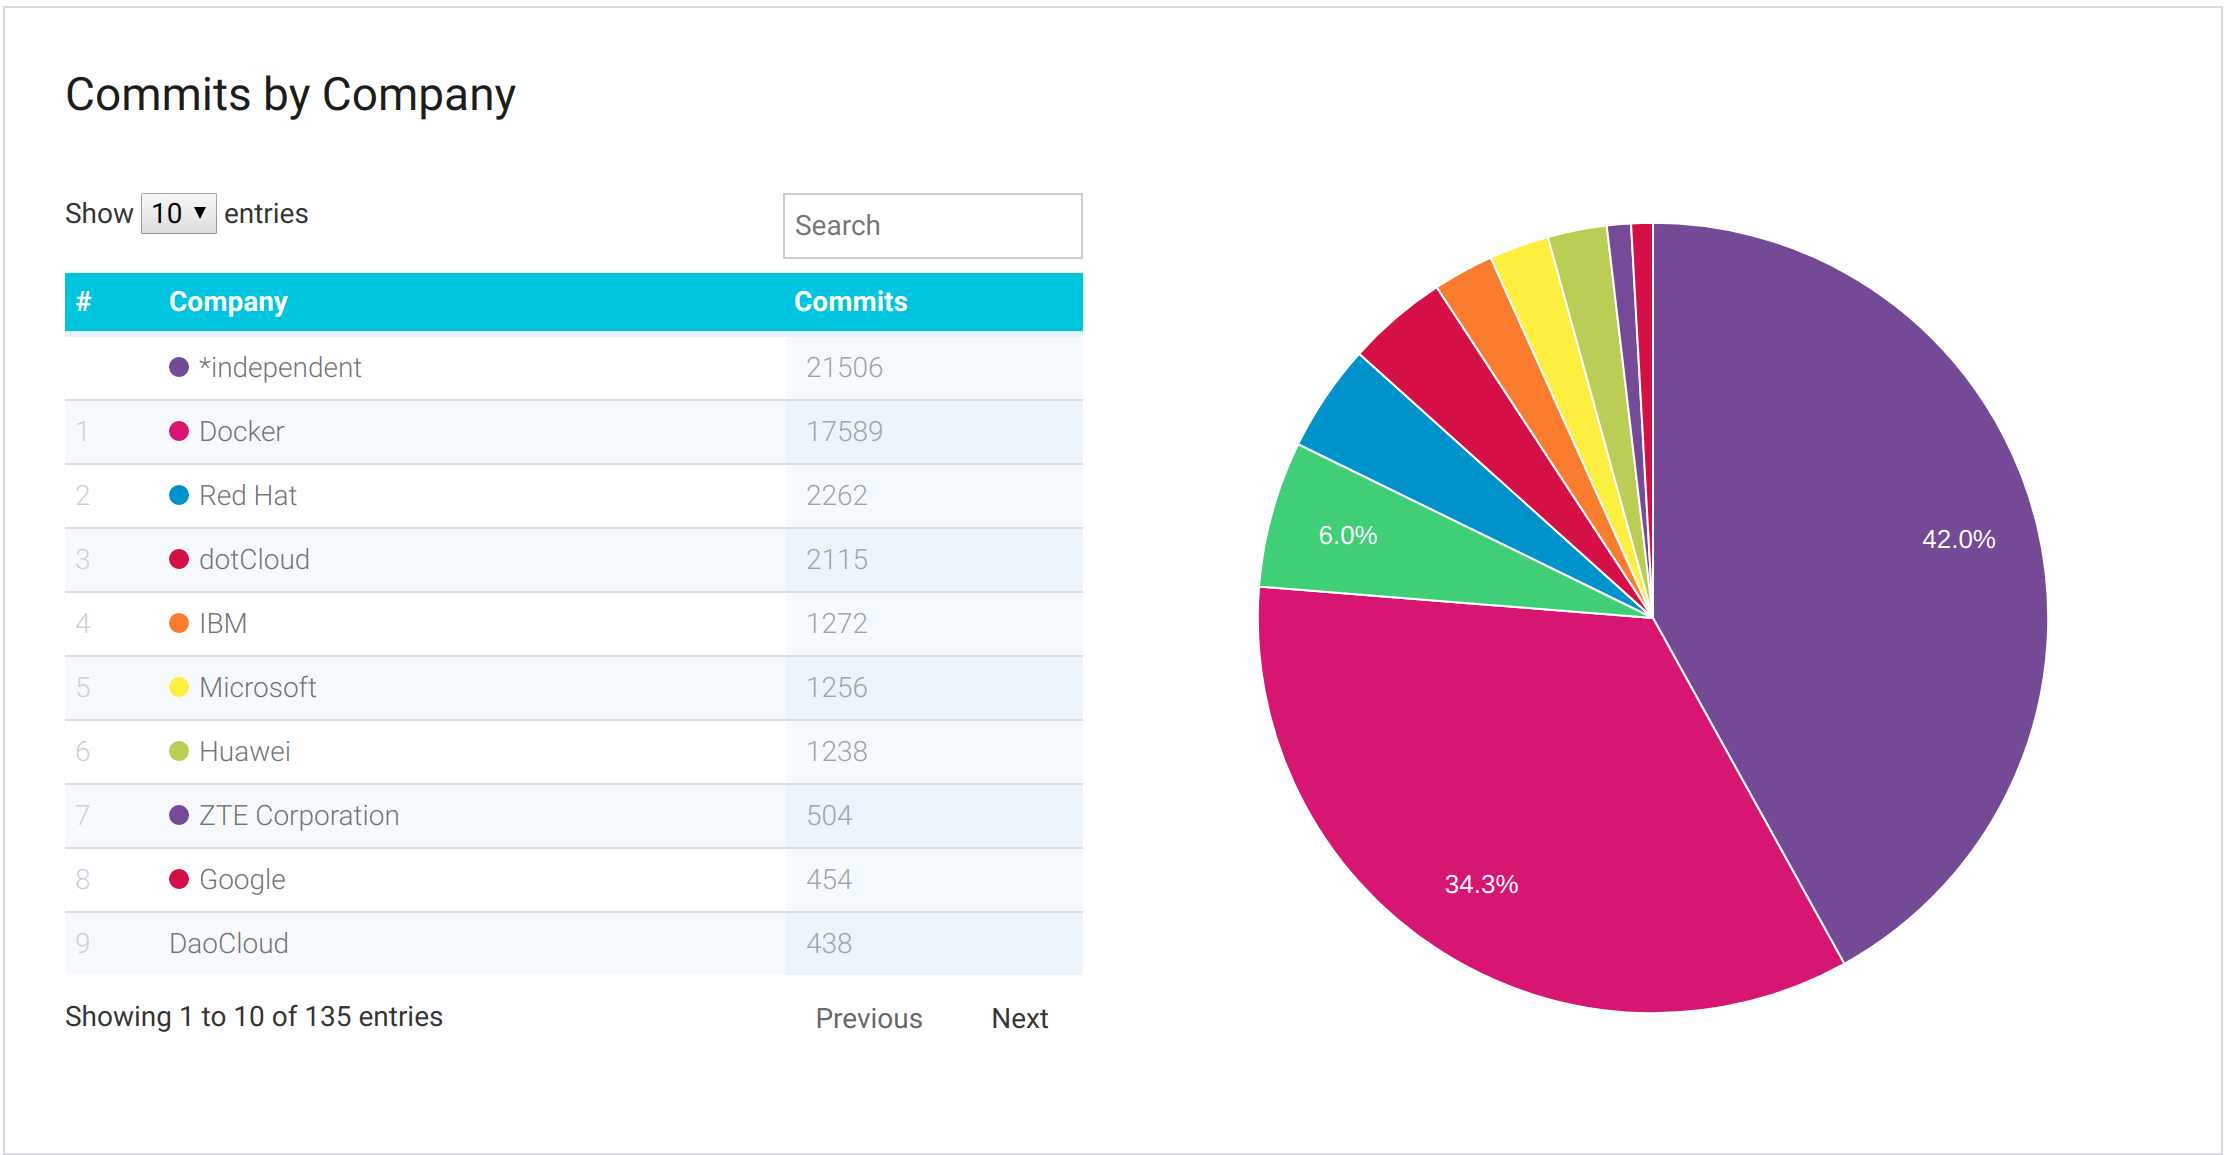 Commits by Company
Show 10 ▼ entries
Search
# Company Commits
*independent 21506
1 Docker 17589
2 Red Hat 2262
3 dotCloud 2115
4 IBM 1272
5 Microsoft 1256
6 Huawei 1238
7 ZTE Corporation 504
8 Google 454
9 DaoCloud 438
Showing 1 to 10 of 135 entries
Previous Next
6.0%
42.0%
34.3%